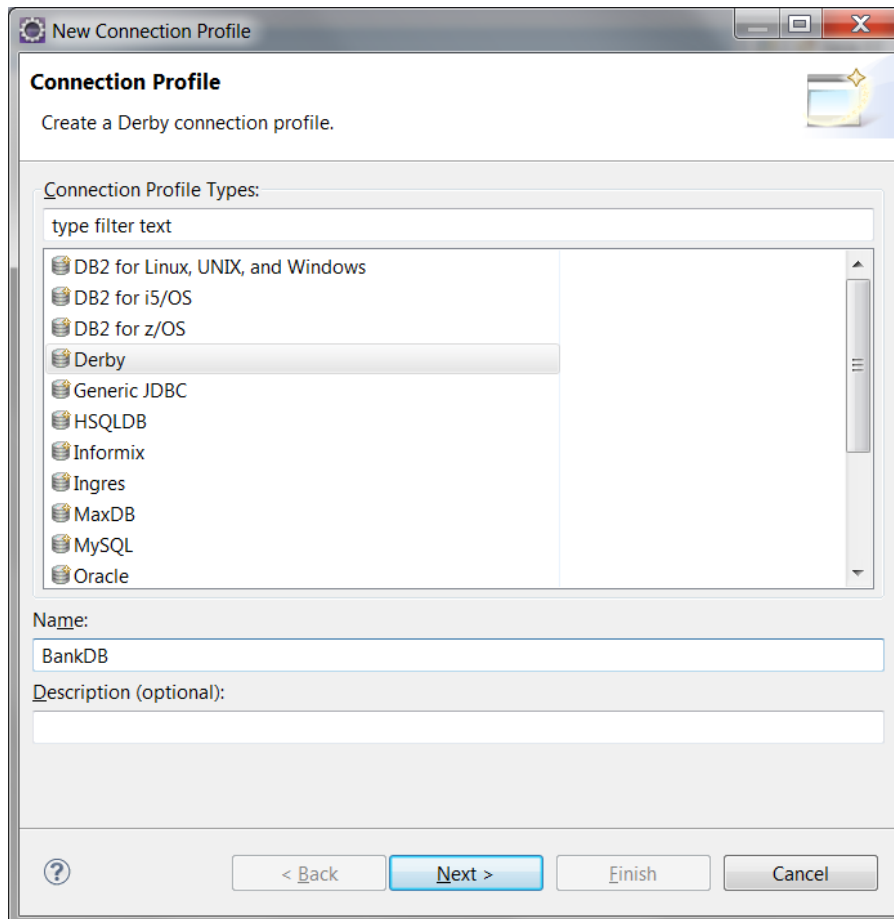 New Connection Profile
Connection Profile
Create a Derby connection profile.
Connection Profile Types:
type filter text
DB2 for Linux, UNIX, and Windows
DB2 for i5/OS
DB2 for z/OS
Derby
Generic JDBC
HSQLDB
Informix
Ingres
MaxDB
MySQL
Oracle
Name:
BankDB
Description (optional):
? < Back Next > Finish Cancel